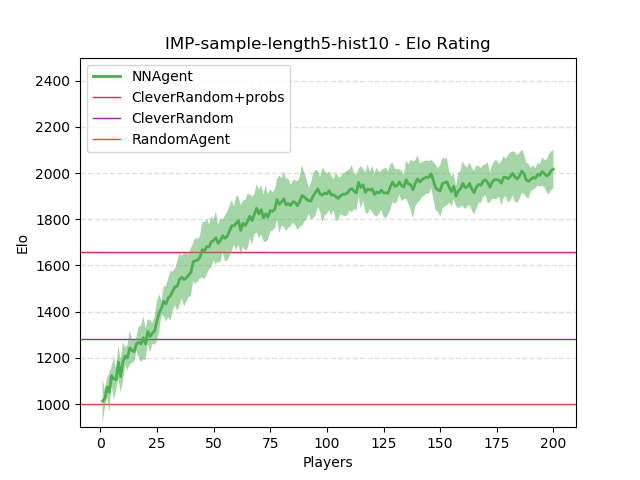 IMP-sample-length5-hist10 - Elo Rating
NNAgent
CleverRandom+probs
CleverRandom
RandomAgent
Elo
2400
2200
2000
1800
1600
1400
1200
1000
0 25 50 75 100 125 150 175 200
Players